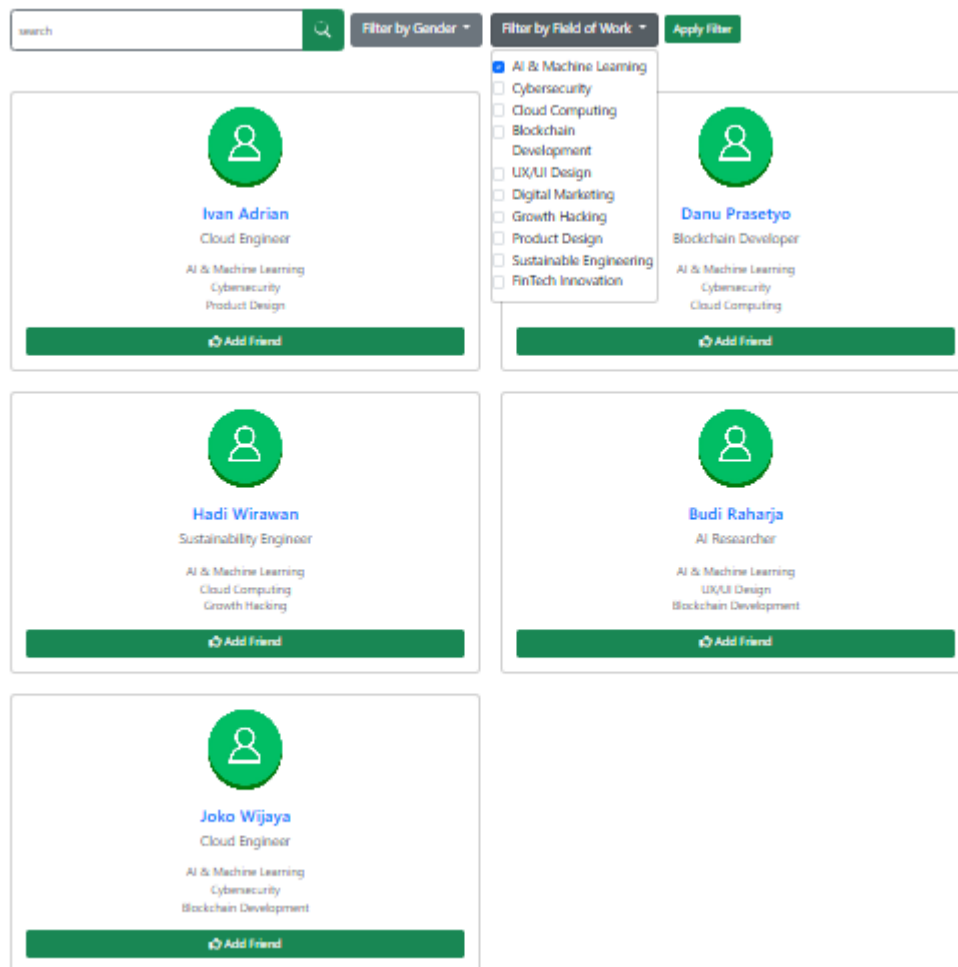 search
Filter by Gender
Filter by Field of Work
Apply Filter
AI & Machine Learning
Cybersecurity
Cloud Computing
Blockchain
Development
UX/UI Design
Digital Marketing
Growth Hacking
Product Design
Sustainable Engineering
FinTech Innovation
Ivan Adrian
Cloud Engineer
AI & Machine Learning
Cybersecurity
Product Design
Add Friend
Danu Prasetyo
Blockchain Developer
AI & Machine Learning
Cybersecurity
Cloud Computing
Add Friend
Hadi Wirawan
Sustainability Engineer
AI & Machine Learning
Cloud Computing
Growth Hacking
Add Friend
Budi Raharja
AI Researcher
AI & Machine Learning
UX/UI Design
Blockchain Development
Add Friend
Joko Wijaya
Cloud Engineer
AI & Machine Learning
Cybersecurity
Blockchain Development
Add Friend